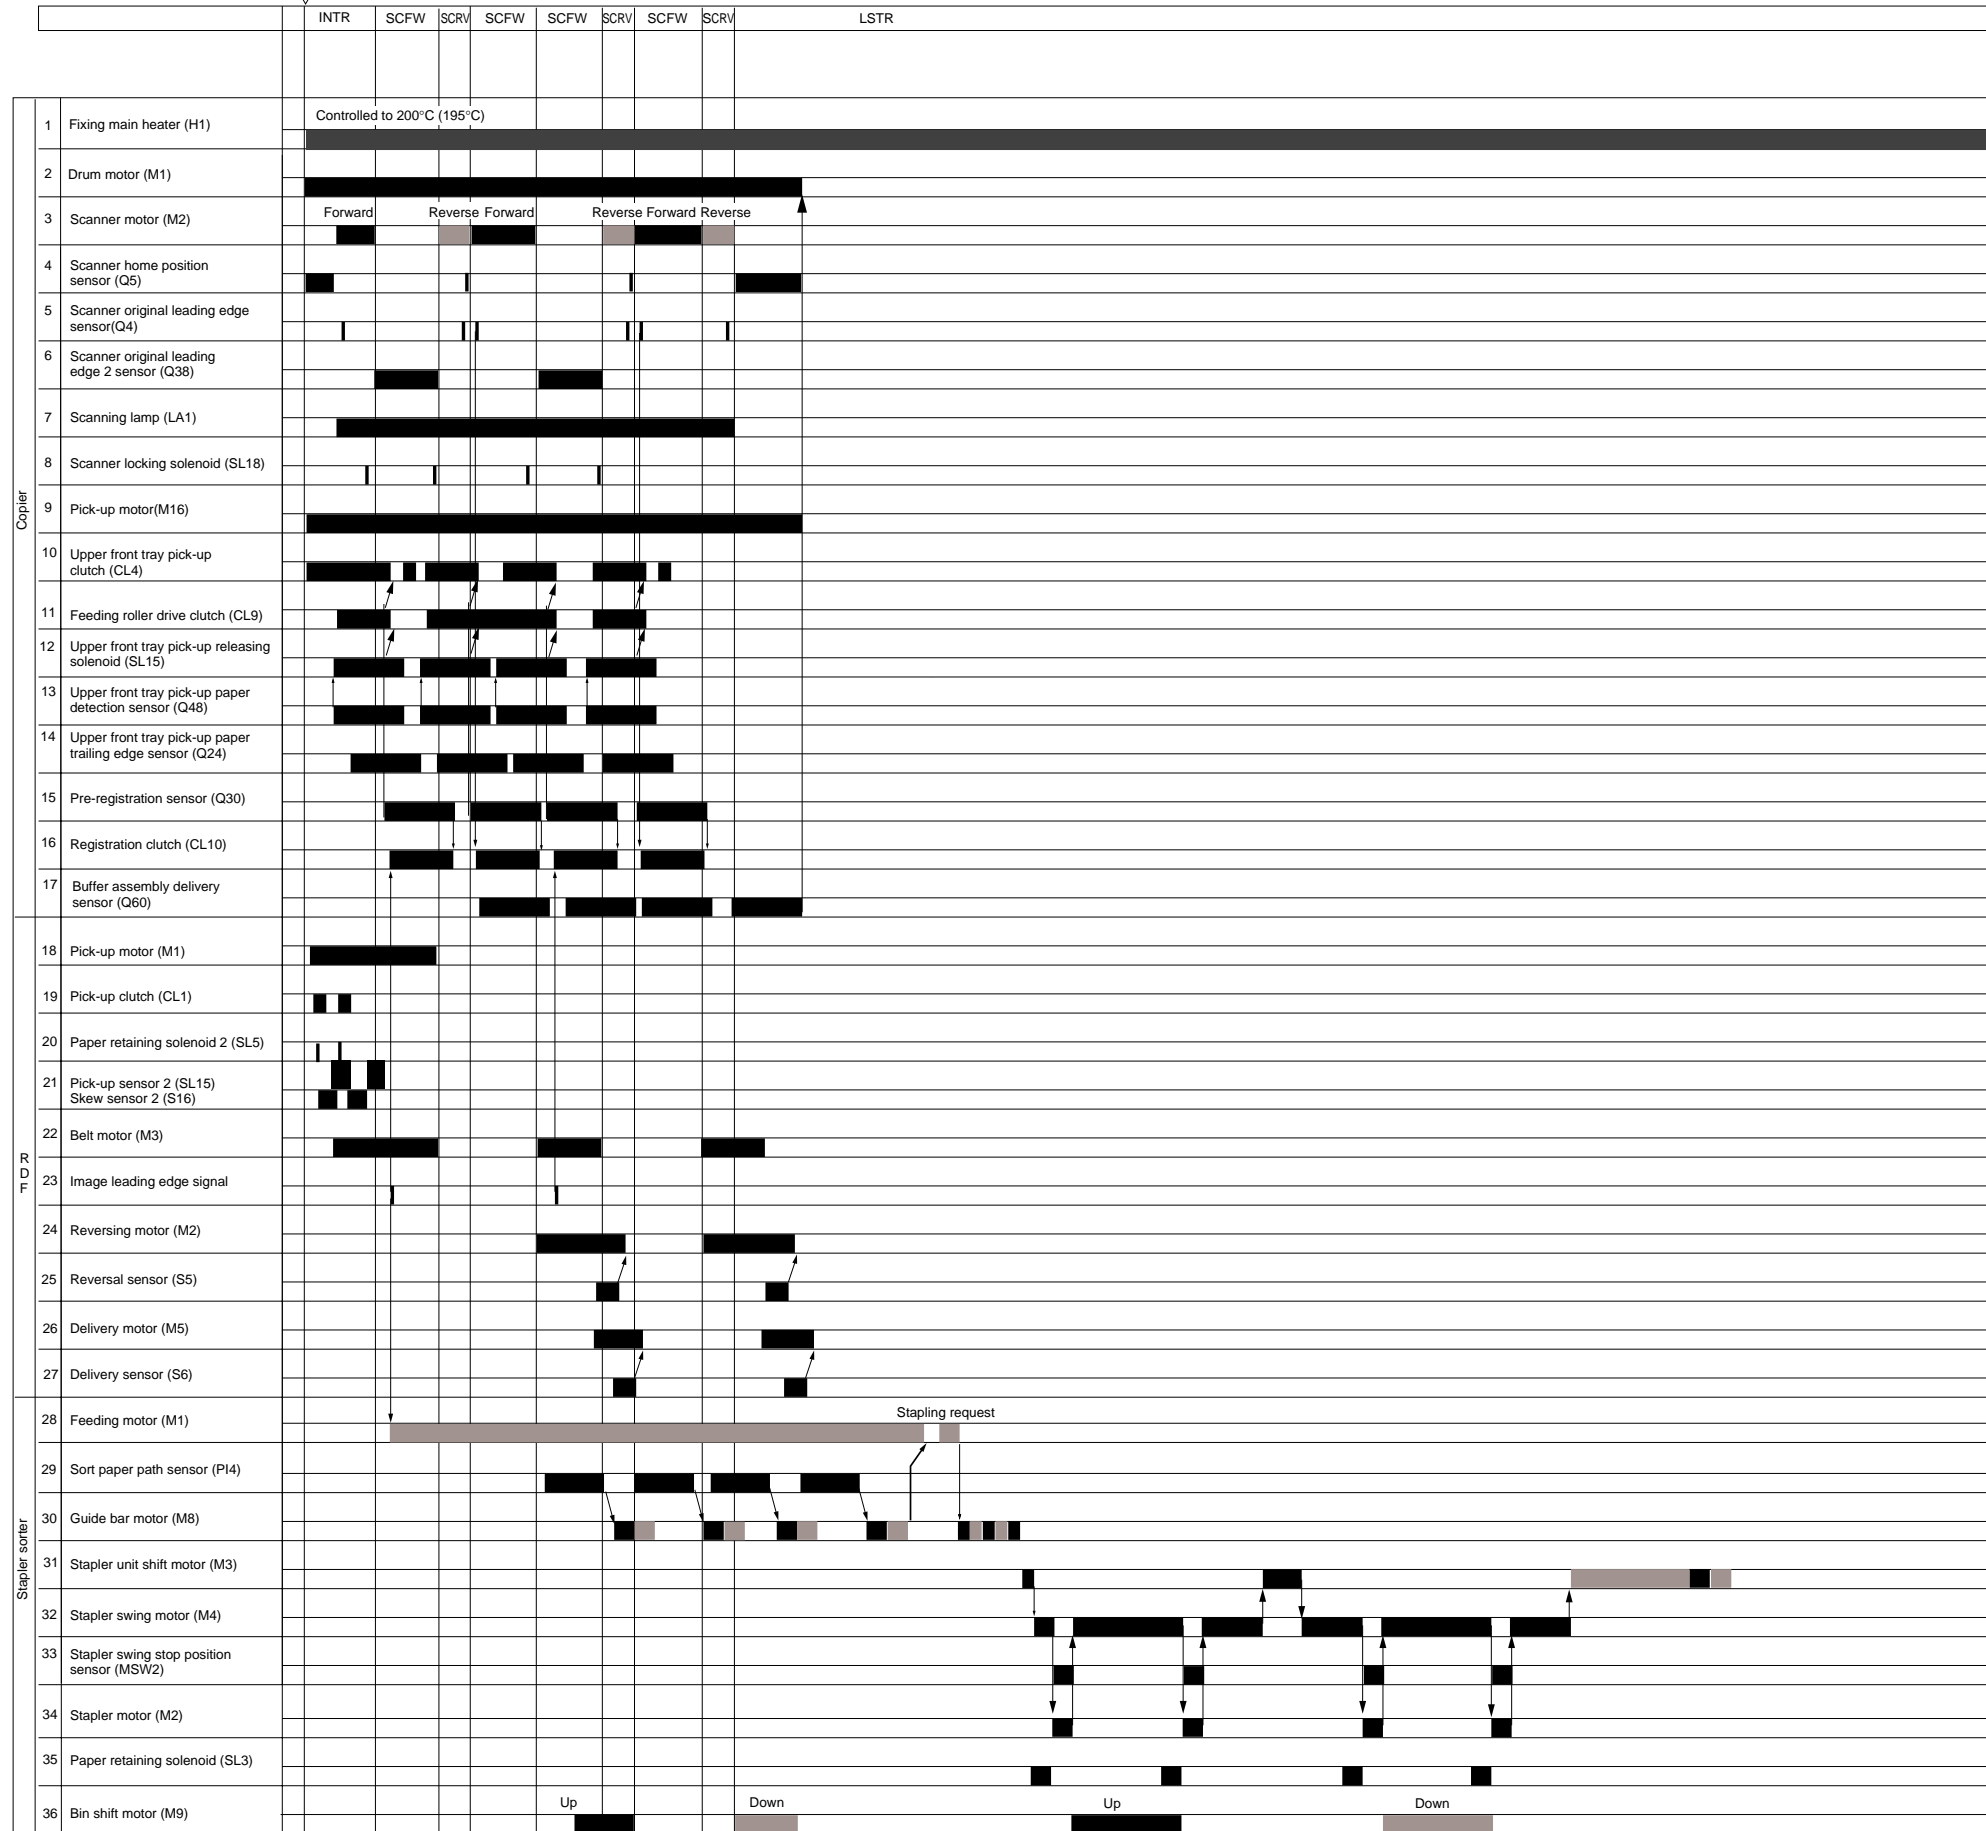 INTR SCFW SCRV SCFW SCFW SCRV SCFW SCRV LSTR
Controlled to 200°C (195°C)
Copier
1 Fixing main heater (H1)
2 Drum motor (M1)
Forward Reverse Forward Reverse Forward Reverse
3 Scanner motor (M2)
4 Scanner home position
sensor (Q5)
5 Scanner original leading edge
sensor(Q4)
6 Scanner original leading
edge 2 sensor (Q38)
7 Scanning lamp (LA1)
8 Scanner locking solenoid (SL18)
9 Pick-up motor(M16)
10 Upper front tray pick-up
clutch (CL4)
11 Feeding roller drive clutch (CL9)
12 Upper front tray pick-up releasing
solenoid (SL15)
13 Upper front tray pick-up paper
detection sensor (Q48)
14 Upper front tray pick-up paper
trailing edge sensor (Q24)
15 Pre-registration sensor (Q30)
16 Registration clutch (CL10)
17 Buffer assembly delivery
sensor (Q60)
RDF
18 Pick-up motor (M1)
19 Pick-up clutch (CL1)
20 Paper retaining solenoid 2 (SL5)
21 Pick-up sensor 2 (SL15)
Skew sensor 2 (S16)
22 Belt motor (M3)
23 Image leading edge signal
24 Reversing motor (M2)
25 Reversal sensor (S5)
26 Delivery motor (M5)
27 Delivery sensor (S6)
Stapler sorter
Stapling request
28 Feeding motor (M1)
29 Sort paper path sensor (PI4)
30 Guide bar motor (M8)
31 Stapler unit shift motor (M3)
32 Stapler swing motor (M4)
33 Stapler swing stop position
sensor (MSW2)
34 Stapler motor (M2)
35 Paper retaining solenoid (SL3)
Up Down Up Down
36 Bin shift motor (M9)